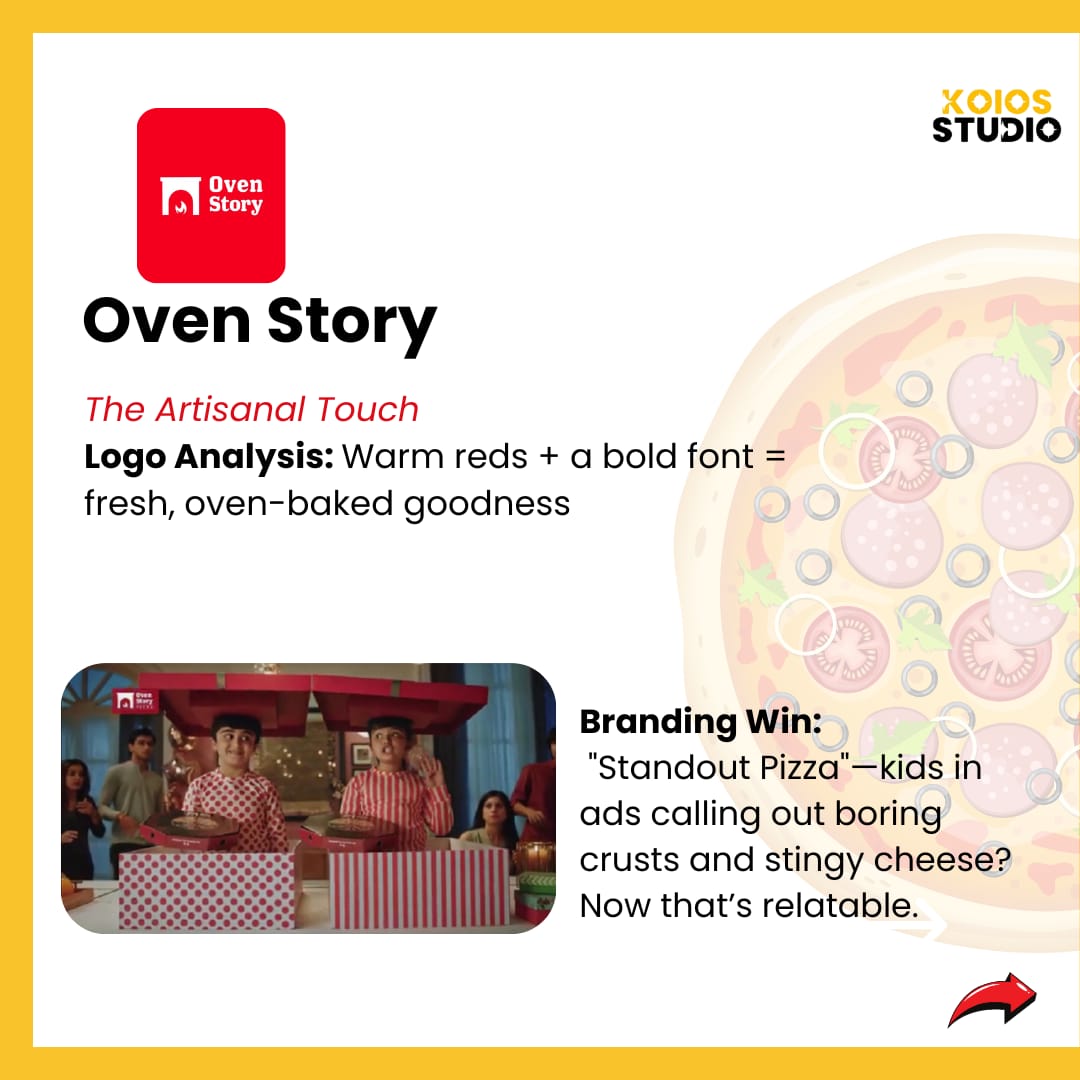 XOIOS
STUDIO
Oven
Story
Oven Story
The Artisanal Touch
Logo Analysis: Warm reds + a bold font =
fresh, oven-baked goodness
Oven
Story
Branding Win:
"Standout Pizza"—kids in
ads calling out boring
crusts and stingy cheese?
Now that’s relatable.